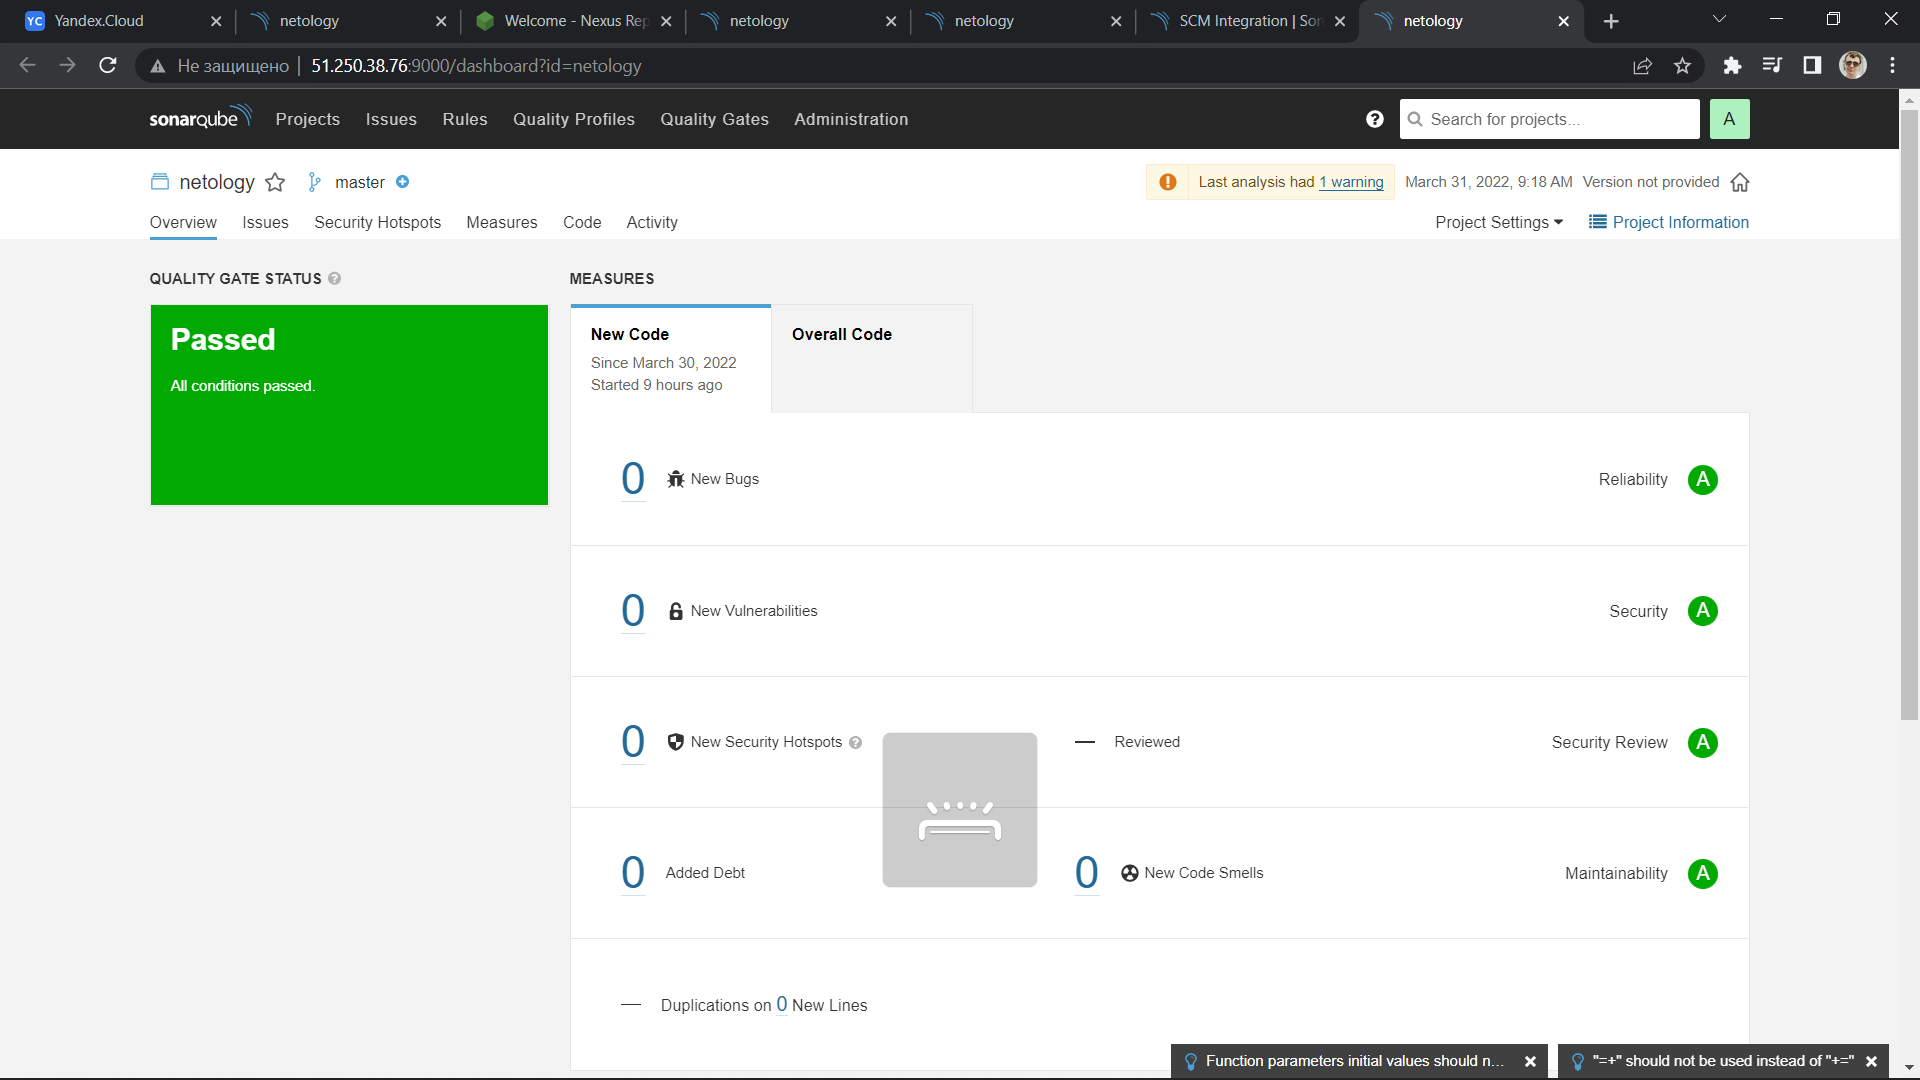 YC Yandex.Cloud
netology
Welcome - Nexus Rep
netology
netology
SCM Integration | Son
netology
Не защищено | 51.250.38.76:9000/dashboard?id=netology
sonarqube Projects Issues Rules Quality Profiles Quality Gates Administration
? Search for projects... A
netology master
Last analysis had 1 warning March 31, 2022, 9:18 AM Version not provided
Overview Issues Security Hotspots Measures Code Activity
Project Settings Project Information
QUALITY GATE STATUS ?
MEASURES
Passed
All conditions passed.
New Code
Since March 30, 2022
Started 9 hours ago
Overall Code
0 New Bugs Reliability A
0 New Vulnerabilities Security A
0 New Security Hotspots ? — Reviewed Security Review A
0 Added Debt 0 New Code Smells Maintainability A
— Duplications on 0 New Lines
Function parameters initial values should n...
"=+" should not be used instead of "+="